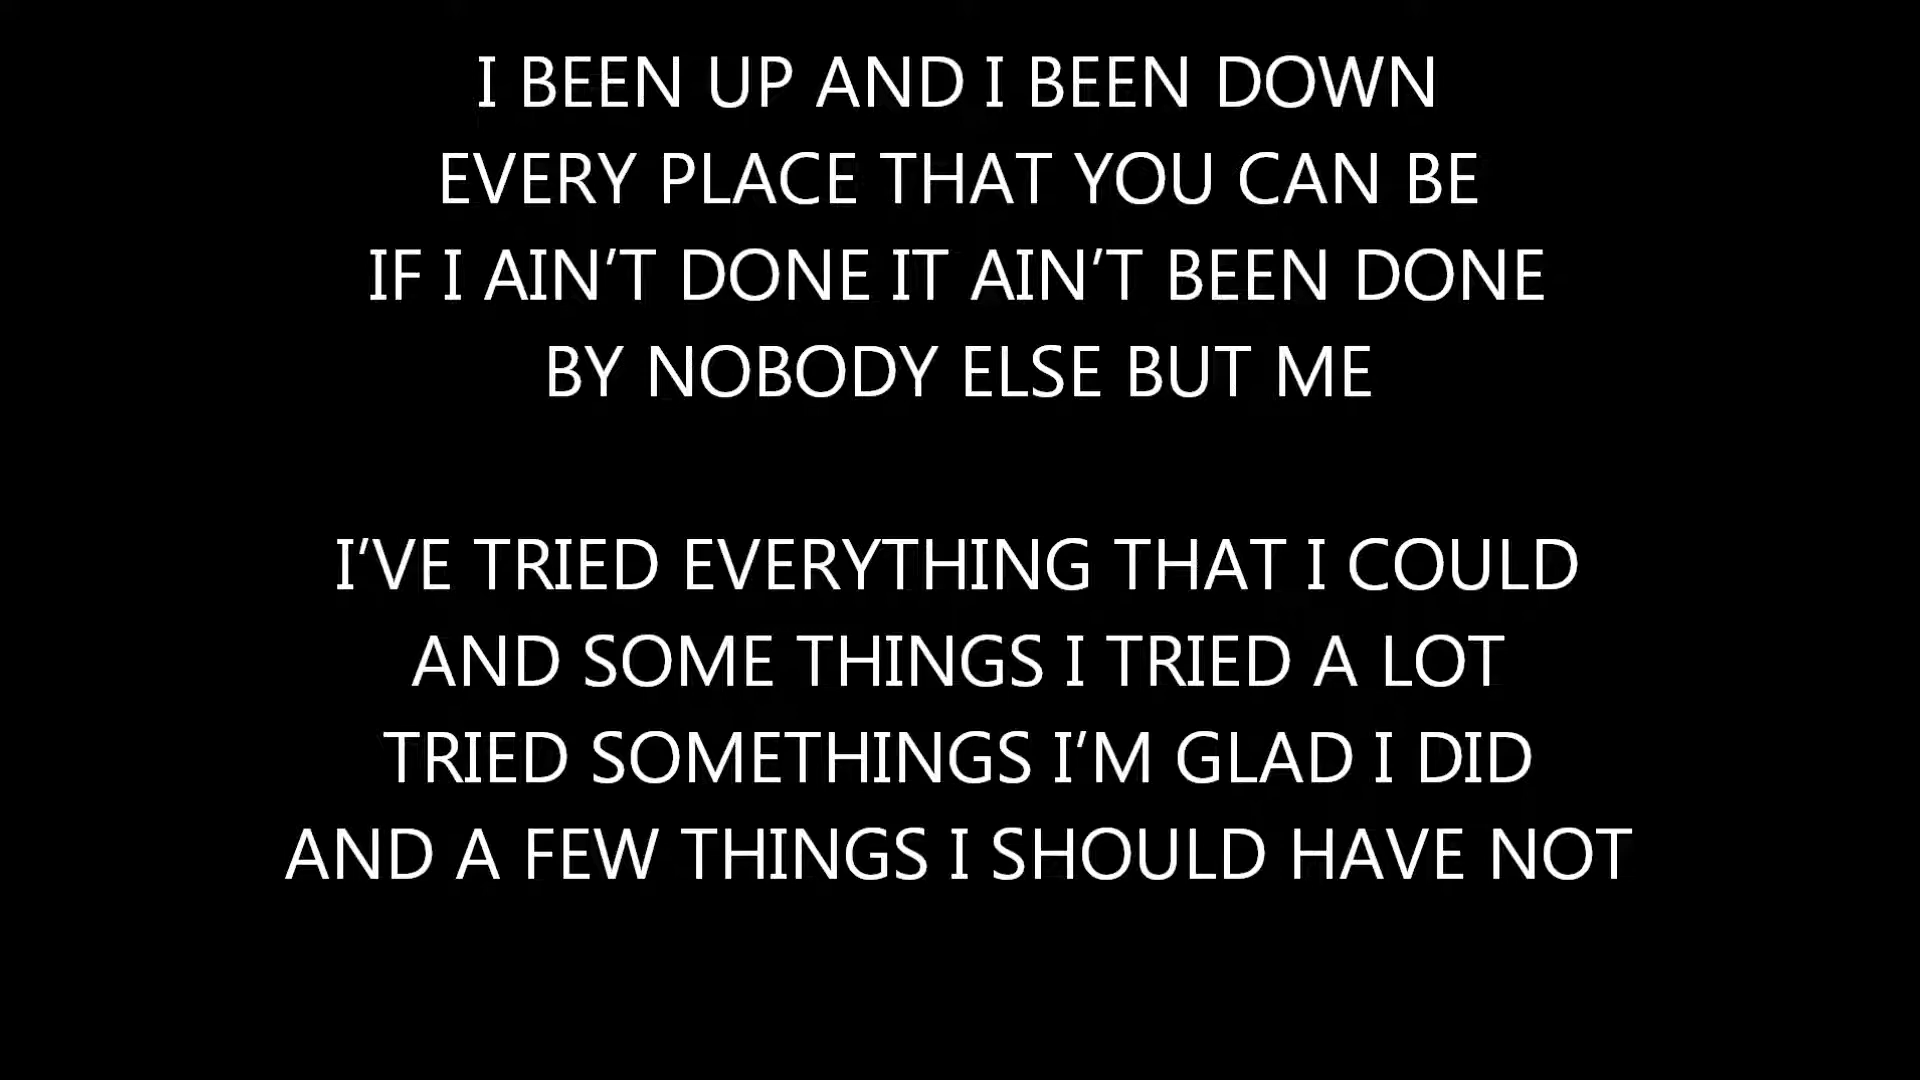 I BEEN UP AND I BEEN DOWN
EVERY PLACE THAT YOU CAN BE
IF I AIN’T DONE IT AIN’T BEEN DONE
BY NOBODY ELSE BUT ME
I’VE TRIED EVERYTHING THAT I COULD
AND SOME THINGS I TRIED A LOT
TRIED SOMETHINGS I’M GLAD I DID
AND A FEW THINGS I SHOULD HAVE NOT